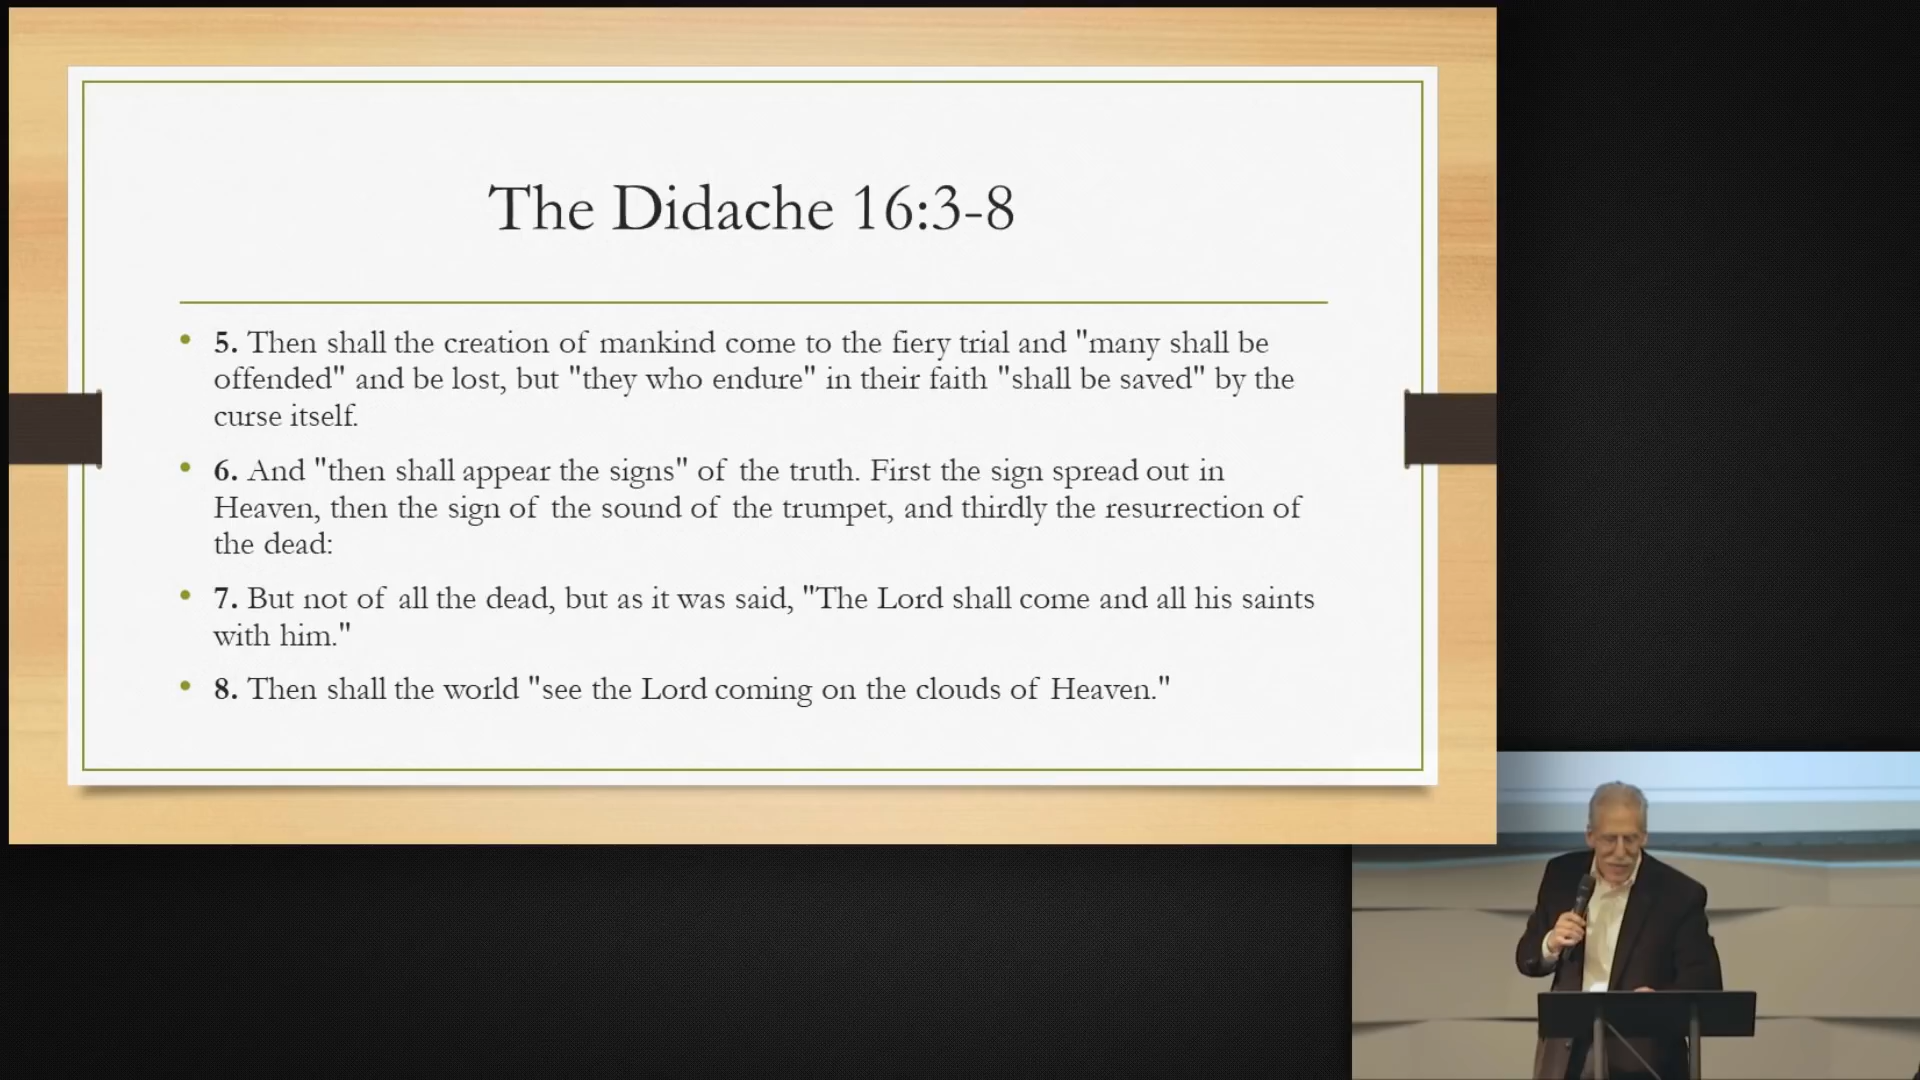 The Didache 16:3-8
• 5. Then shall the creation of mankind come to the fiery trial and "many shall be
offended" and be lost, but "they who endure" in their faith "shall be saved" by the
curse itself.
• 6. And "then shall appear the signs" of the truth. First the sign spread out in
Heaven, then the sign of the sound of the trumpet, and thirdly the resurrection of
the dead:
• 7. But not of all the dead, but as it was said, "The Lord shall come and all his saints
with him."
• 8. Then shall the world "see the Lord coming on the clouds of Heaven."